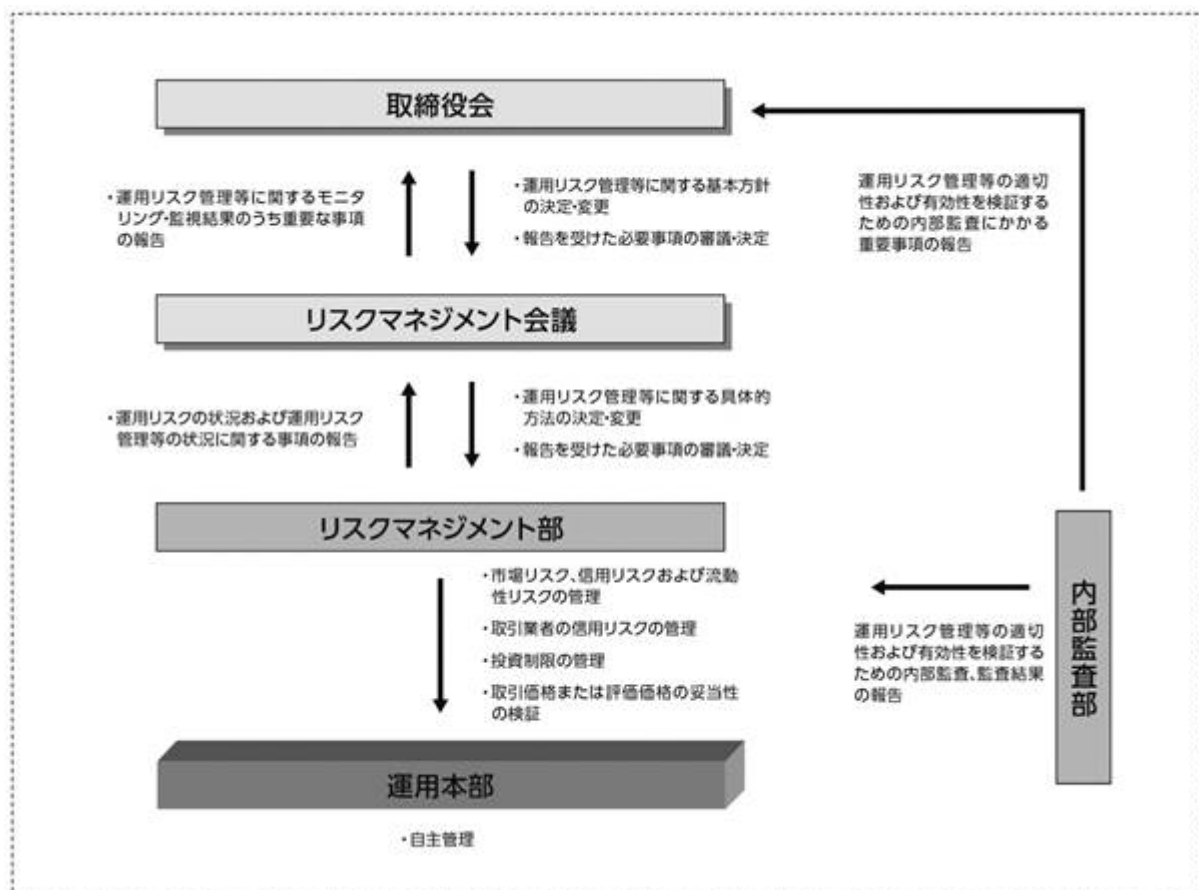 取締役会
・運用リスク管理等に関するモニタ
リング・監視結果のうち重要な事項
の報告
・運用リスク管理等に関する基本方針
の決定・変更
・報告を受けた必要事項の審議・決定
運用リスク管理等の適切
性および有効性を検証する
ための内部監査にかかる
重要事項の報告
リスクマネジメント会議
・運用リスクの状況および運用リスク
管理等の状況に関する事項の報告
・運用リスク管理等に関する具体的
方法の決定・変更
・報告を受けた必要事項の審議・決定
リスクマネジメント部
・市場リスク、信用リスクおよび流動
性リスクの管理
・取引業者の信用リスクの管理
・投資制限の管理
・取引価格または評価価格の妥当性
の検証
運用リスク管理等の適切
性および有効性を検証する
ための内部監査、監査結果
の報告
内部監査部
運用本部
・自主管理